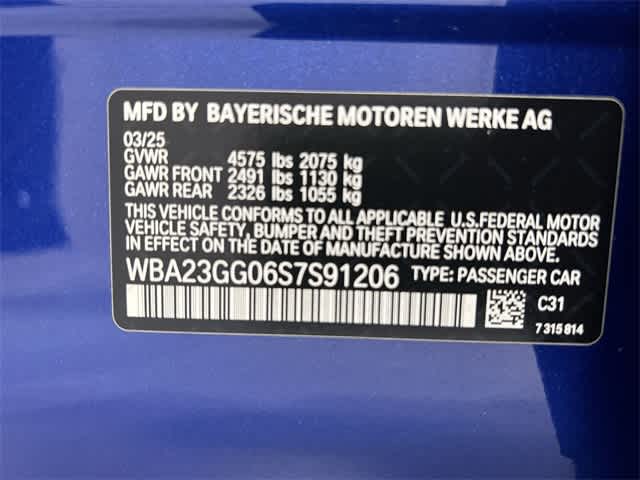 MFD BY BAYERISCHE MOTOREN WERKE AG
03/25
GVWR 4575 lbs 2075 kg
GAWR FRONT 2491 lbs 1130 kg
GAWR REAR 2326 lbs 1055 kg
THIS VEHICLE CONFORMS TO ALL APPLICABLE U.S.FEDERAL MOTOR
VEHICLE SAFETY, BUMPER AND THEFT PREVENTION STANDARDS
IN EFFECT ON THE DATE OF MANUFACTURE SHOWN ABOVE.
WBA23GG06S7S91206 TYPE: PASSENGER CAR
C31
7 315 814